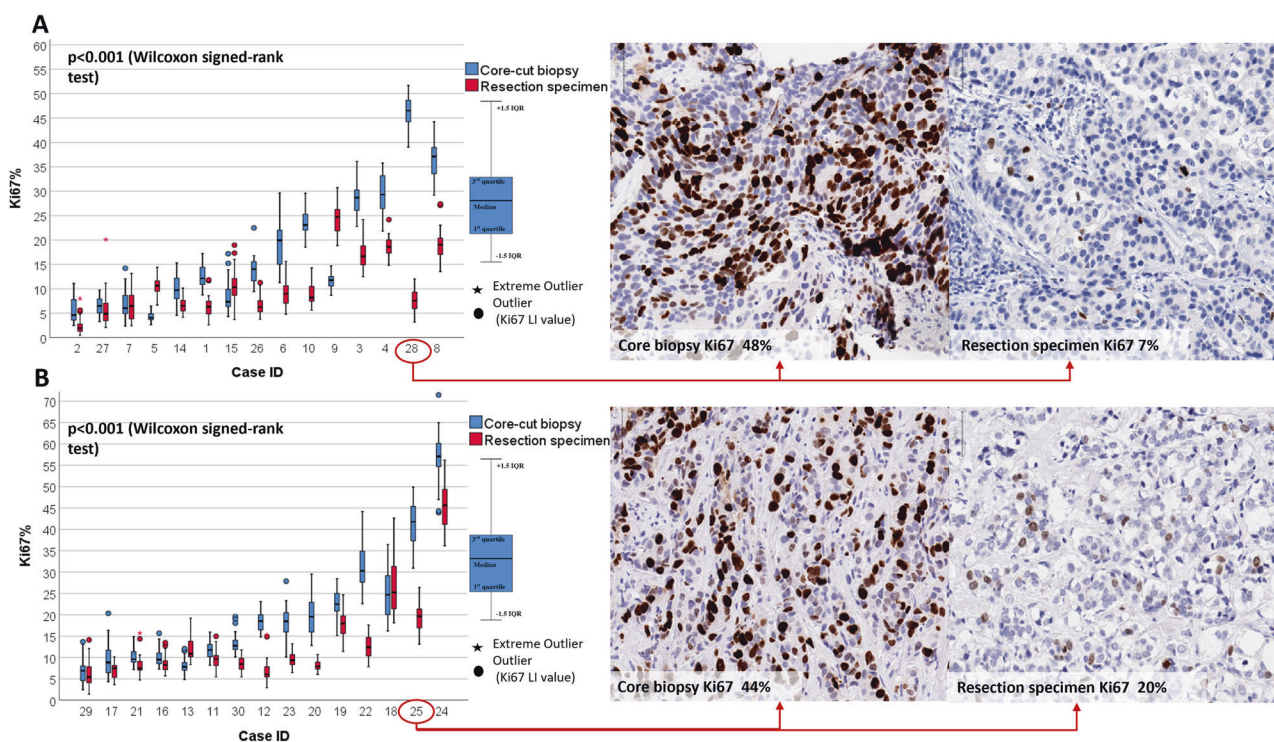 A
p<0.001 (Wilcoxon signed-rank
test)
60
55
50
45
40
35
30
25
20
15
10
5
0
Ki67%
2 27 7 5 14 1 15 26 6 10 9 3 4 28 8
Case ID
Core-cut biopsy
Resection specimen
+1.5 IQR
3rd quartile
Median
1st quartile
-1.5 IQR
Extreme Outlier
Outlier
(Ki67 LI value)
Core biopsy Ki67 48%
Resection specimen Ki67 7%
B
p<0.001 (Wilcoxon signed-rank
test)
70
65
60
55
50
45
40
35
30
25
20
15
10
5
0
Ki67%
29 17 21 16 13 11 30 12 23 20 19 22 18 25 24
Case ID
Core-cut biopsy
Resection specimen
+1.5 IQR
3rd quartile
Median
1st quartile
-1.5 IQR
Extreme Outlier
Outlier
(Ki67 LI value)
Core biopsy Ki67 44%
Resection specimen Ki67 20%